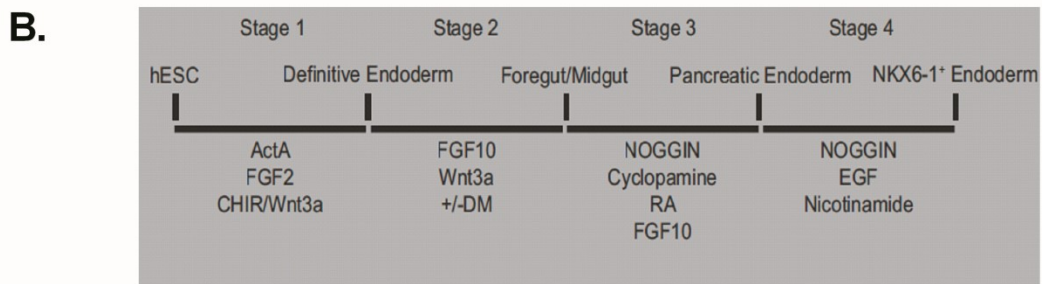 B.
Stage 1 Stage 2 Stage 3 Stage 4
hESC Definitive Endoderm Foregut/Midgut Pancreatic Endoderm NKX6-1⁺ Endoderm
ActA FGF10 NOGGIN NOGGIN
FGF2 Wnt3a Cyclopamine EGF
CHIR/Wnt3a +/-DM RA Nicotinamide
FGF10